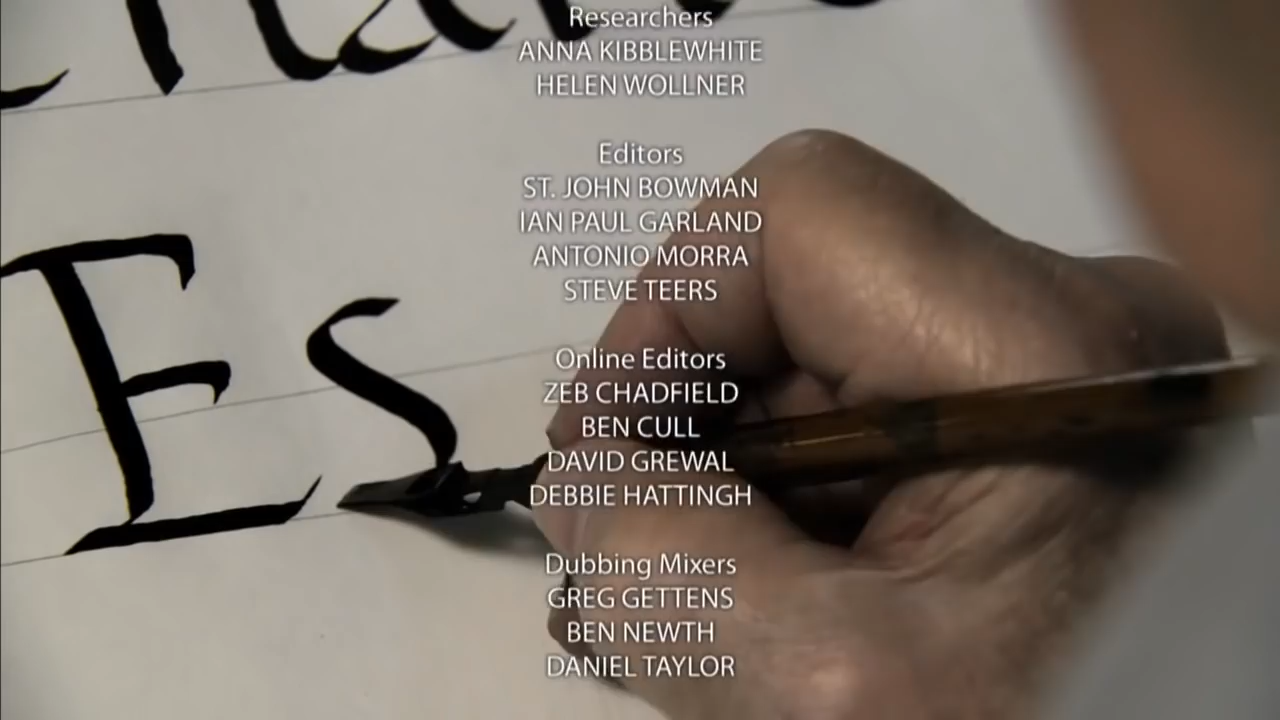 Researchers
ANNA KIBBLEWHITE
HELEN WOLLNER
Editors
ST. JOHN BOWMAN
IAN PAUL GARLAND
ANTONIO MORRA
STEVE TEERS
Es
Online Editors
ZEB CHADFIELD
BEN CULL
DAVID GREWAL
DEBBIE HATTINGH
Dubbing Mixers
GREG GETTENS
BEN NEWTH
DANIEL TAYLOR